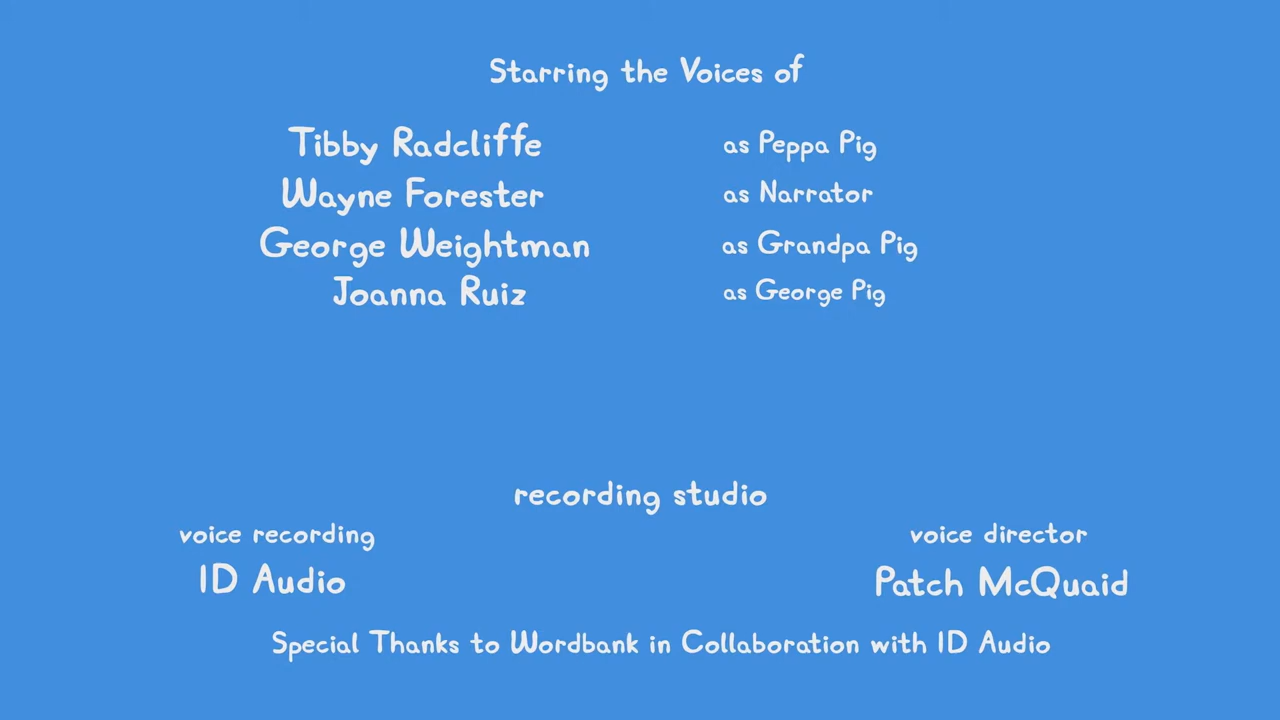 Starring the Voices of
Tibby Radcliffe as Peppa Pig
Wayne Forester as Narrator
George Weightman as Grandpa Pig
Joanna Ruiz as George Pig
recording studio
voice recording voice director
ID Audio Patch McQuaid
Special Thanks to Wordbank in Collaboration with ID Audio